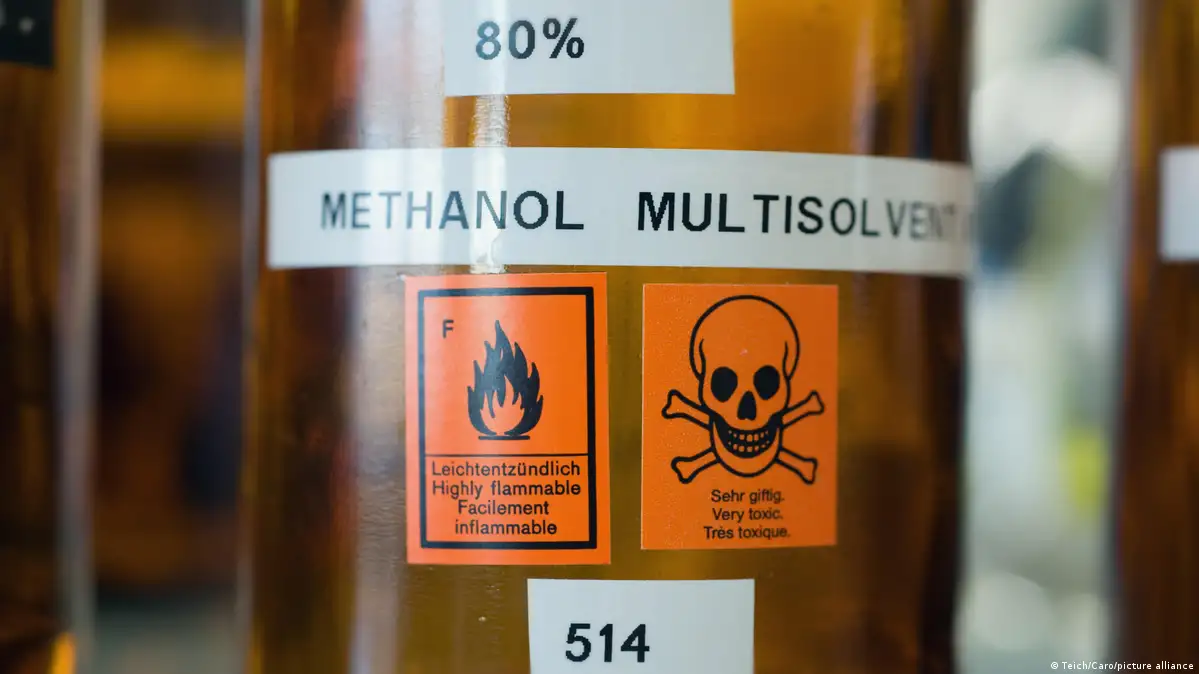 80%
METHANOL MULTISOLVENT
F
Leichtentzündlich
Highly flammable
Facilement
inflammable
Sehr giftig.
Very toxic.
Très toxique.
514
© Teich/Caro/picture alliance